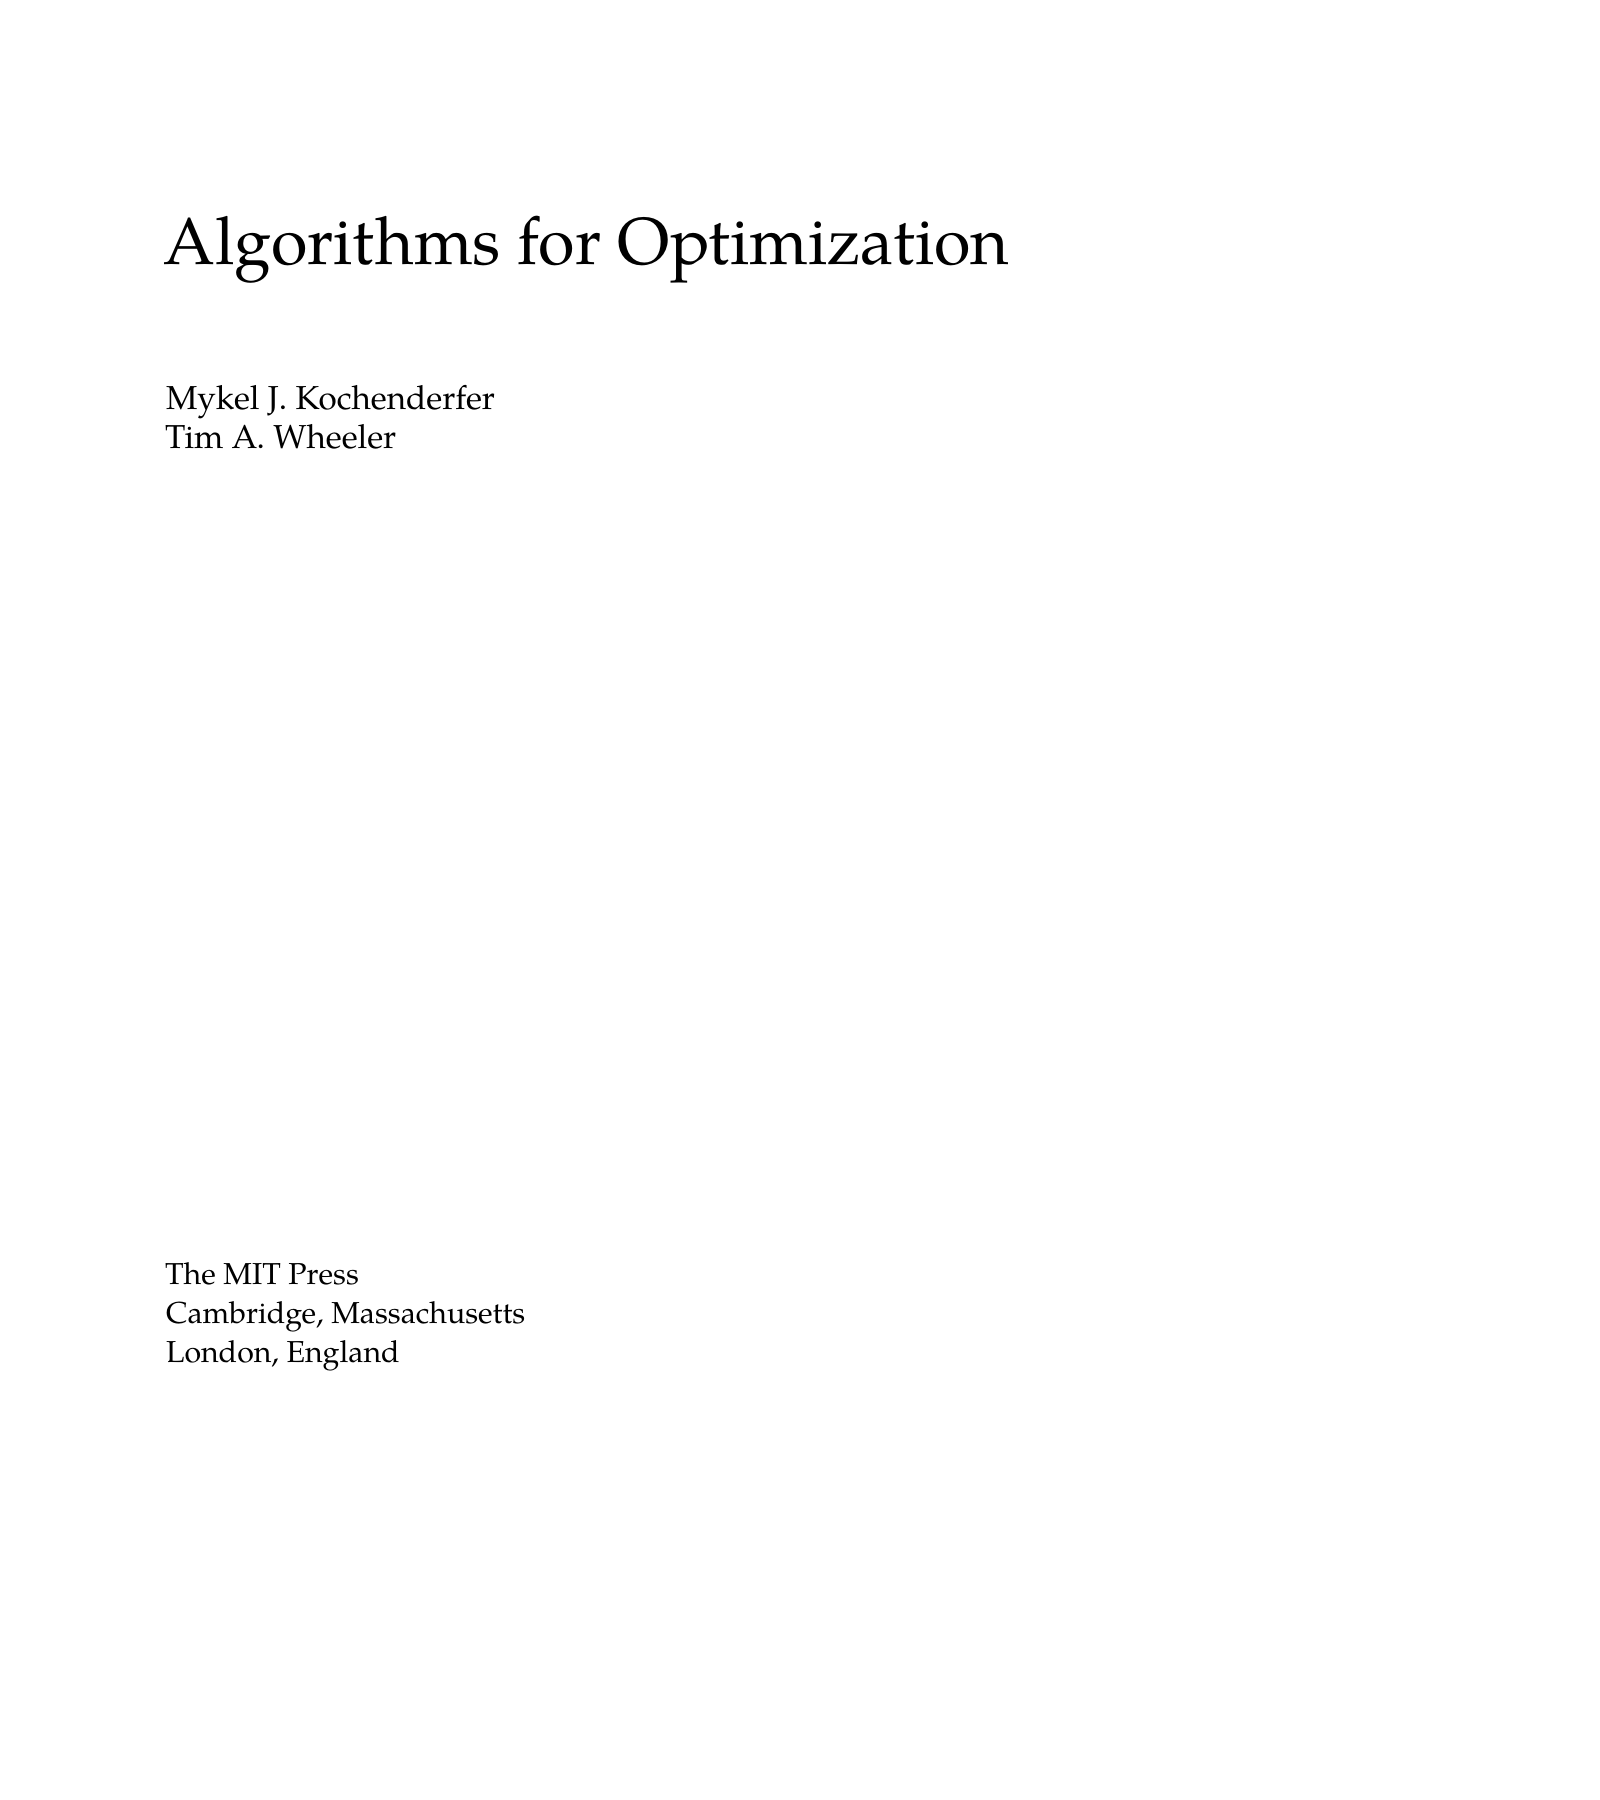 Algorithms for Optimization
Mykel J. Kochenderfer
Tim A. Wheeler
The MIT Press
Cambridge, Massachusetts
London, England